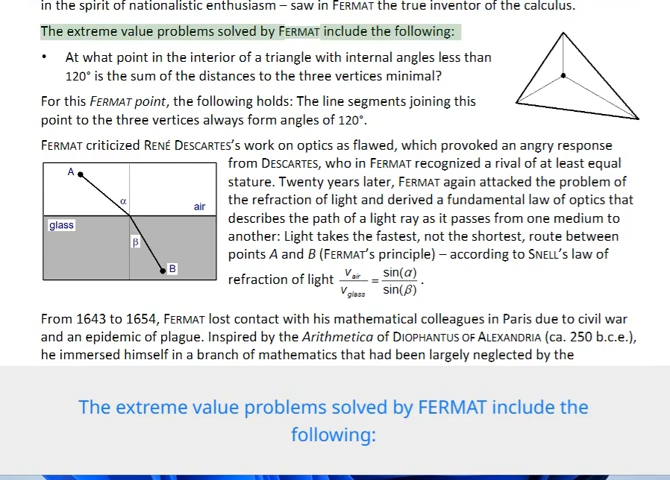 in the spirit of nationalistic enthusiasm – saw in FERMAT the true inventor of the calculus.
The extreme value problems solved by FERMAT include the following:
• At what point in the interior of a triangle with internal angles less than
120° is the sum of the distances to the three vertices minimal?
For this FERMAT point, the following holds: The line segments joining this
point to the three vertices always form angles of 120°.
FERMAT criticized RENÉ DESCARTES's work on optics as flawed, which provoked an angry response
from DESCARTES, who in FERMAT recognized a rival of at least equal
stature. Twenty years later, FERMAT again attacked the problem of
the refraction of light and derived a fundamental law of optics that
describes the path of a light ray as it passes from one medium to
another: Light takes the fastest, not the shortest, route between
points A and B (FERMAT's principle) – according to SNELL's law of
refraction of light v_air / v_glass = sin(α) / sin(β) .
A
α
air
glass
β
B
From 1643 to 1654, FERMAT lost contact with his mathematical colleagues in Paris due to civil war
and an epidemic of plague. Inspired by the Arithmetica of DIOPHANTUS OF ALEXANDRIA (ca. 250 b.c.e.),
he immersed himself in a branch of mathematics that had been largely neglected by the
The extreme value problems solved by FERMAT include the
following: